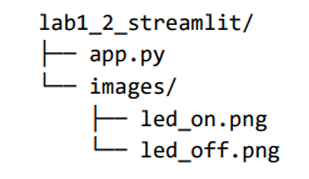 lab1_2_streamlit/
├── app.py
└── images/
    ├── led_on.png
    └── led_off.png